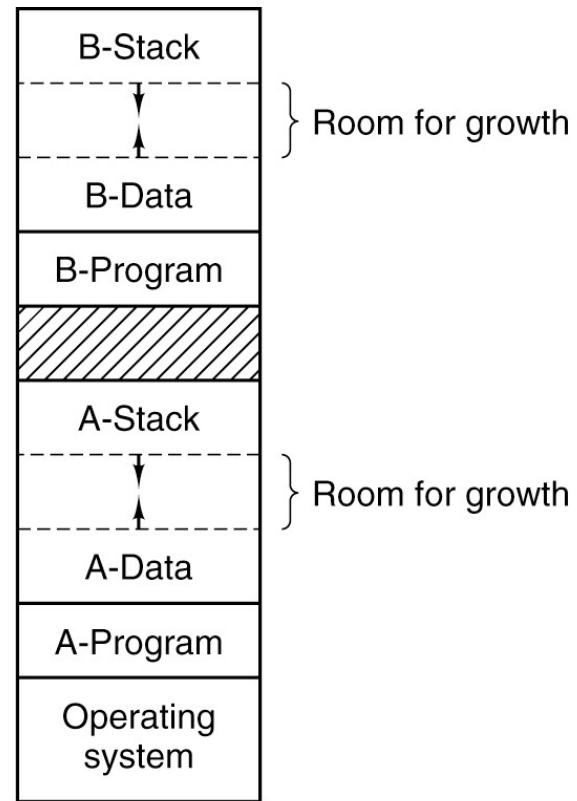 B-Stack
Room for growth
B-Data
B-Program
A-Stack
Room for growth
A-Data
A-Program
Operating
system